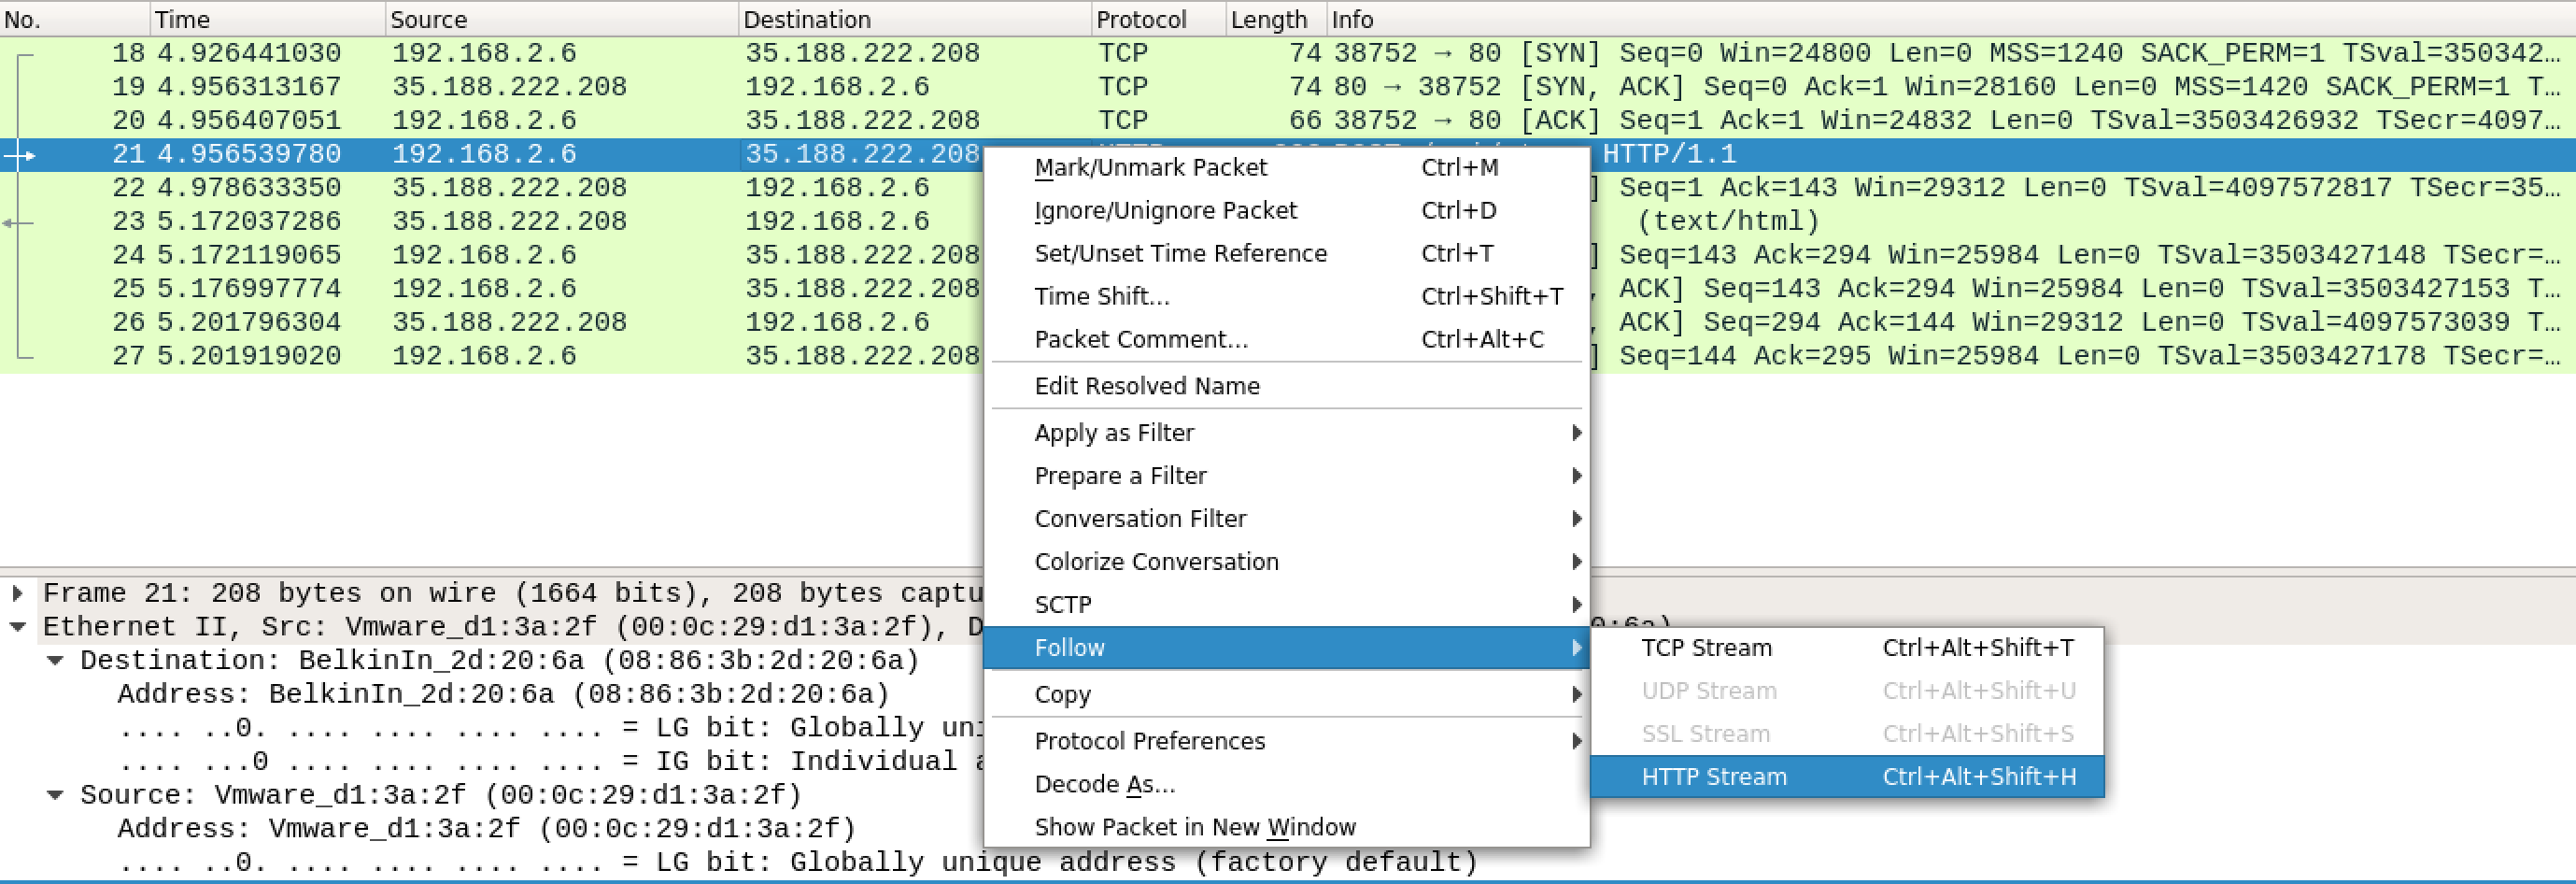 No. Time Source Destination Protocol Length Info
18 4.926441030 192.168.2.6 35.188.222.208 TCP 74 38752 → 80 [SYN] Seq=0 Win=24800 Len=0 MSS=1240 SACK_PERM=1 TSval=350342…
19 4.956313167 35.188.222.208 192.168.2.6 TCP 74 80 → 38752 [SYN, ACK] Seq=0 Ack=1 Win=28160 Len=0 MSS=1420 SACK_PERM=1 T…
20 4.956407051 192.168.2.6 35.188.222.208 TCP 66 38752 → 80 [ACK] Seq=1 Ack=1 Win=24832 Len=0 TSval=3503426932 TSecr=4097…
21 4.956539780 192.168.2.6 35.188.222.208 HTTP/1.1
22 4.978633350 35.188.222.208 192.168.2.6 ] Seq=1 Ack=143 Win=29312 Len=0 TSval=4097572817 TSecr=35…
23 5.172037286 35.188.222.208 192.168.2.6 (text/html)
24 5.172119065 192.168.2.6 35.188.222.208 ] Seq=143 Ack=294 Win=25984 Len=0 TSval=3503427148 TSecr=…
25 5.176997774 192.168.2.6 35.188.222.208 , ACK] Seq=143 Ack=294 Win=25984 Len=0 TSval=3503427153 T…
26 5.201796304 35.188.222.208 192.168.2.6 , ACK] Seq=294 Ack=144 Win=29312 Len=0 TSval=4097573039 T…
27 5.201919020 192.168.2.6 35.188.222.208 ] Seq=144 Ack=295 Win=25984 Len=0 TSval=3503427178 TSecr=…
Mark/Unmark Packet Ctrl+M
Ignore/Unignore Packet Ctrl+D
Set/Unset Time Reference Ctrl+T
Time Shift... Ctrl+Shift+T
Packet Comment... Ctrl+Alt+C
Edit Resolved Name
Apply as Filter
Prepare a Filter
Conversation Filter
Colorize Conversation
SCTP
Follow
Copy
Protocol Preferences
Decode As...
Show Packet in New Window
TCP Stream Ctrl+Alt+Shift+T
UDP Stream Ctrl+Alt+Shift+U
SSL Stream Ctrl+Alt+Shift+S
HTTP Stream Ctrl+Alt+Shift+H
Frame 21: 208 bytes on wire (1664 bits), 208 bytes captu
Ethernet II, Src: Vmware_d1:3a:2f (00:0c:29:d1:3a:2f), D
Destination: BelkinIn_2d:20:6a (08:86:3b:2d:20:6a)
Address: BelkinIn_2d:20:6a (08:86:3b:2d:20:6a)
.... ..0. .... .... .... .... = LG bit: Globally uni
.... ...0 .... .... .... .... = IG bit: Individual a
Source: Vmware_d1:3a:2f (00:0c:29:d1:3a:2f)
Address: Vmware_d1:3a:2f (00:0c:29:d1:3a:2f)
.... ..0. .... .... .... .... = LG bit: Globally unique address (factory default)